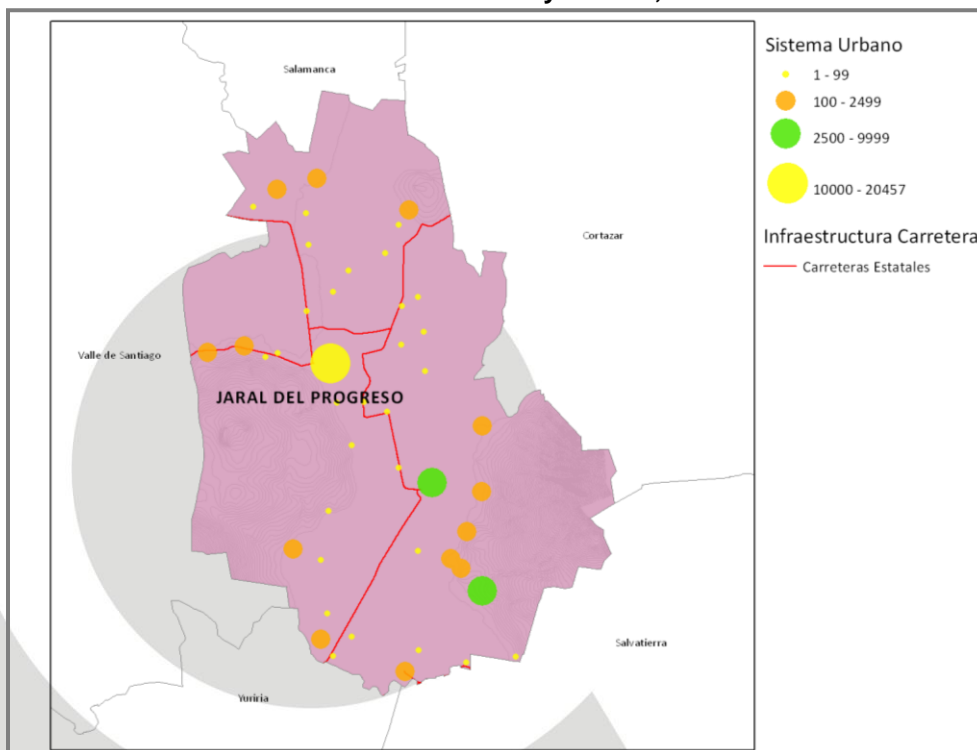 Sistema Urbano
1 - 99
100 - 2499
2500 - 9999
10000 - 20457
Infraestructura Carretera
Carreteras Estatales
Salamanca
Cortazar
Valle de Santiago
JARAL DEL PROGRESO
Salvatierra
Yuriria